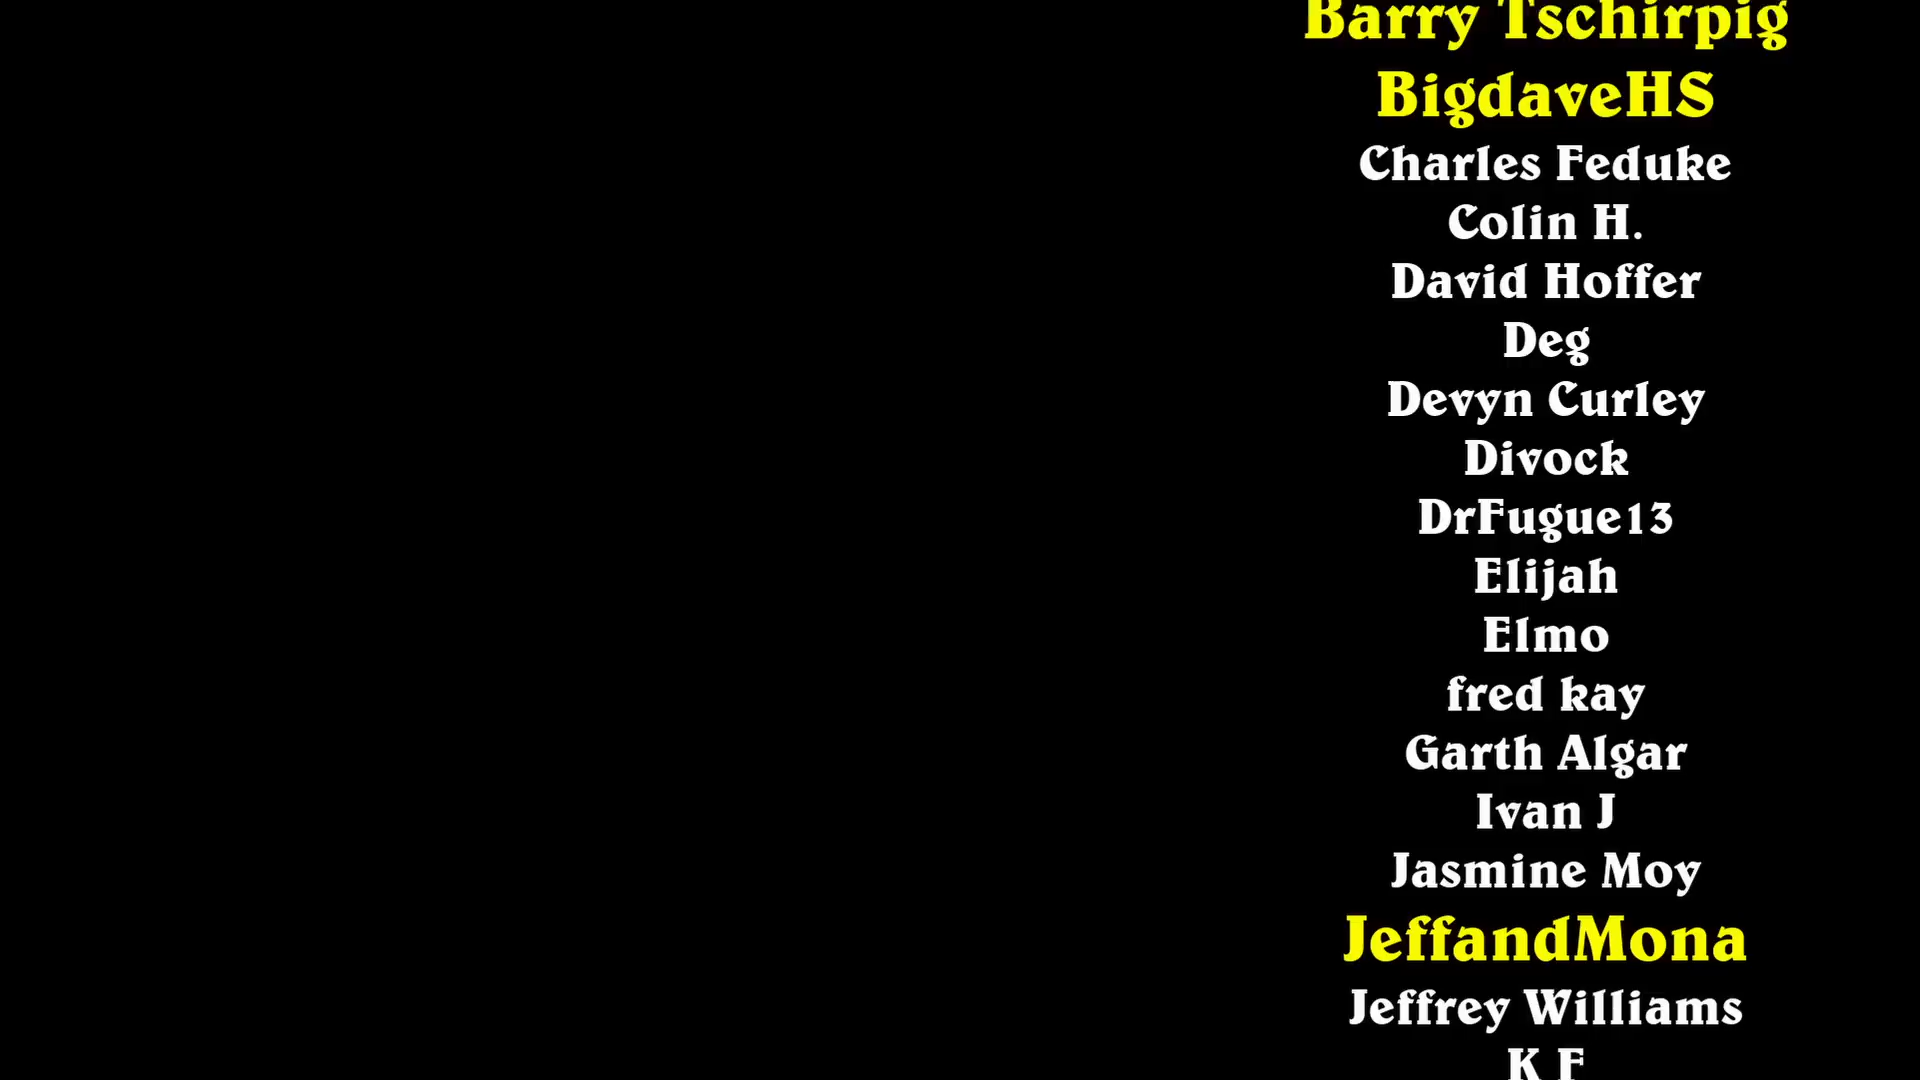 Barry Tschirpig
BigdaveHS
Charles Feduke
Colin H.
David Hoffer
Deg
Devyn Curley
Divock
DrFugue13
Elijah
Elmo
fred kay
Garth Algar
Ivan J
Jasmine Moy
JeffandMona
Jeffrey Williams
K F